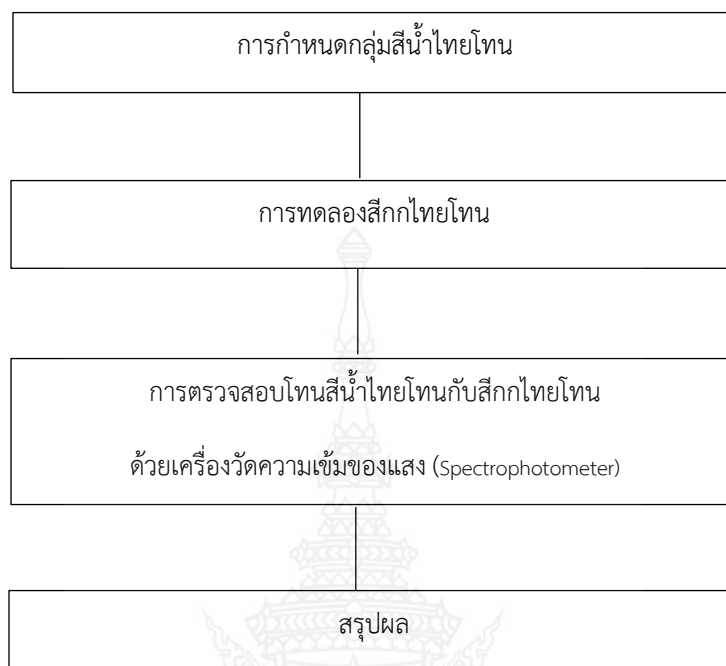 การกำหนดกลุ่มสีน้ำไทยโทน
การทดลองสีกกไทยโทน
การตรวจสอบโทนสีน้ำไทยโทนกับสีกกไทยโทน
ด้วยเครื่องวัดความเข้มของแสง (Spectrophotometer)
สรุปผล